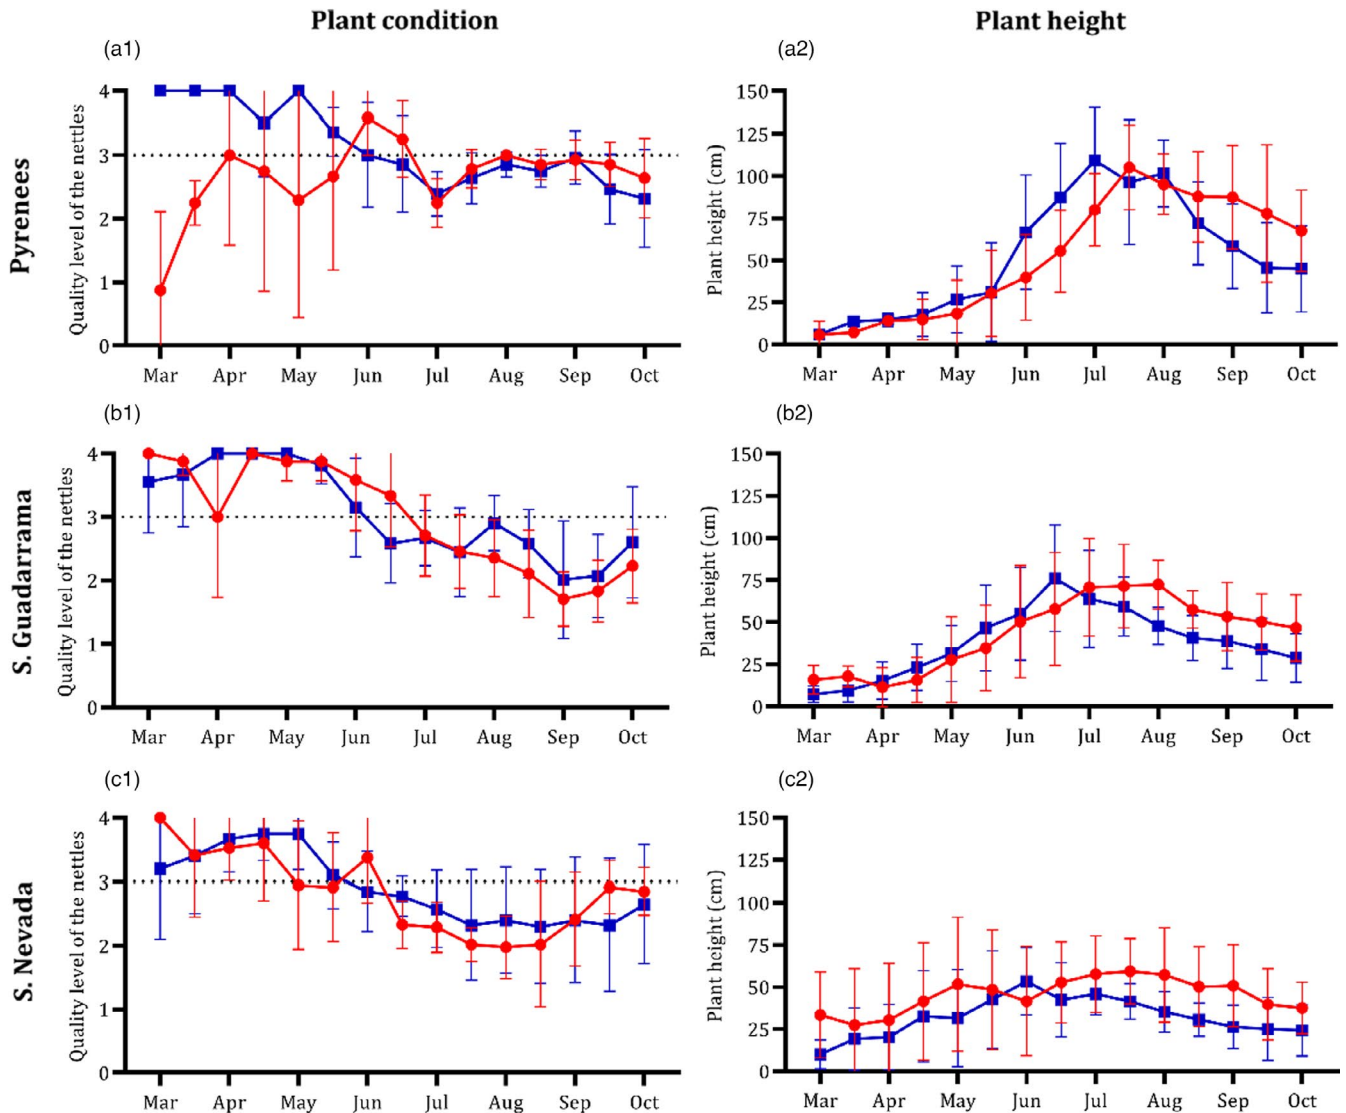 Plant condition
Plant height
(a1)
(a2)
Pyrenees
Quality level of the nettles
4
3
2
1
0
Mar Apr May Jun Jul Aug Sep Oct
Plant height (cm)
150
125
100
75
50
25
0
Mar Apr May Jun Jul Aug Sep Oct
(b1)
(b2)
S. Guadarrama
Quality level of the nettles
4
3
2
1
0
Mar Apr May Jun Jul Aug Sep Oct
Plant height (cm)
150
125
100
75
50
25
0
Mar Apr May Jun Jul Aug Sep Oct
(c1)
(c2)
S. Nevada
Quality level of the nettles
4
3
2
1
0
Mar Apr May Jun Jul Aug Sep Oct
Plant height (cm)
150
125
100
75
50
25
0
Mar Apr May Jun Jul Aug Sep Oct